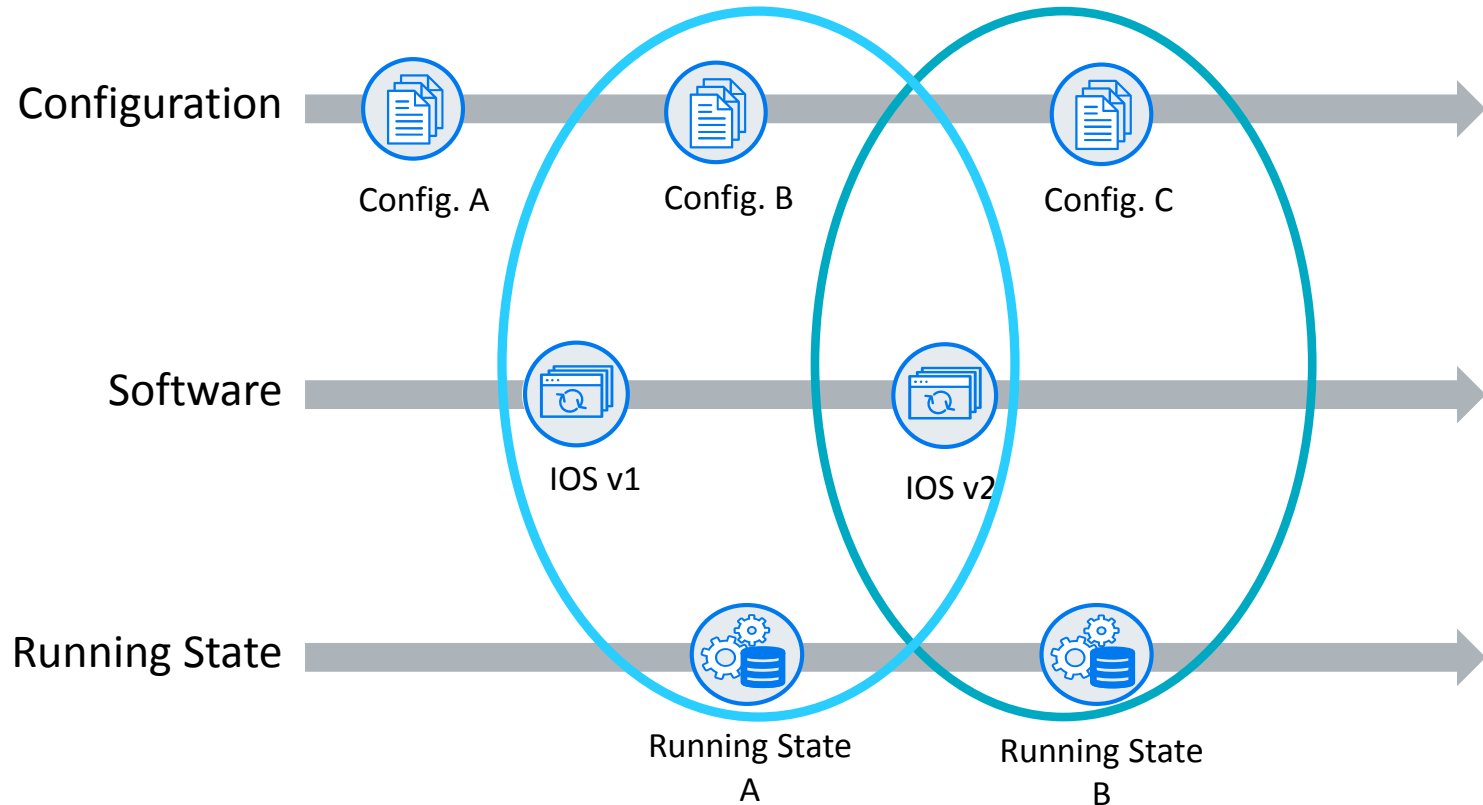 Configuration
Config. A
Config. B
Config. C
Software
IOS v1
IOS v2
Running State
Running State
A
Running State
B